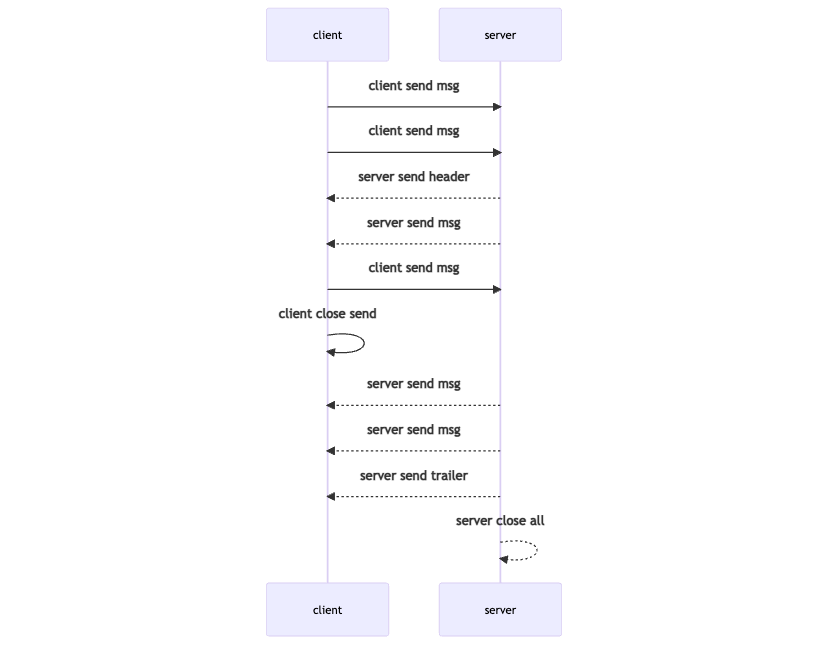 client
server
client send msg
client send msg
server send header
server send msg
client send msg
client close send
server send msg
server send msg
server send trailer
server close all
client
server